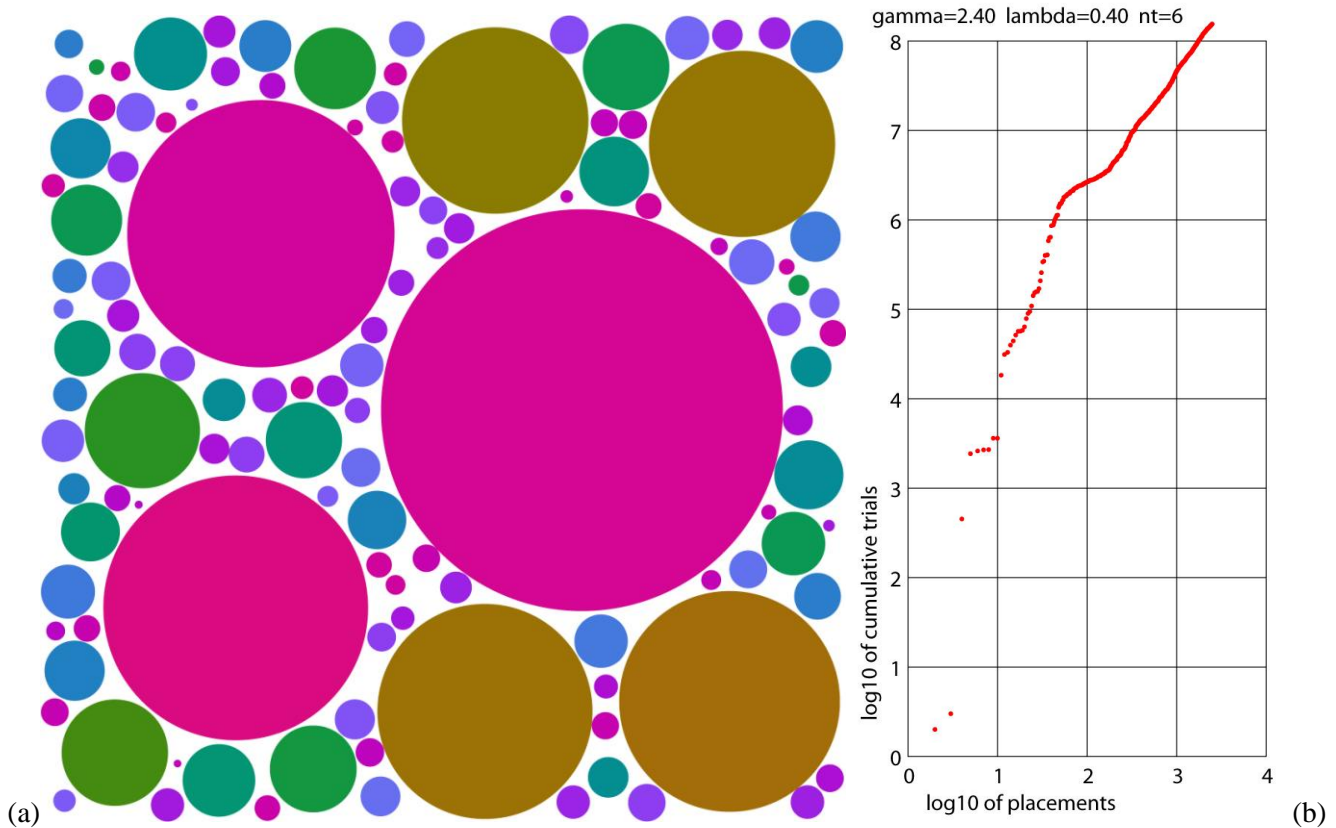 gamma=2.40 lambda=0.40 nt=6
8
7
6
5
4
3
2
1
0
log10 of cumulative trials
0 1 2 3 4
log10 of placements
(a)
(b)